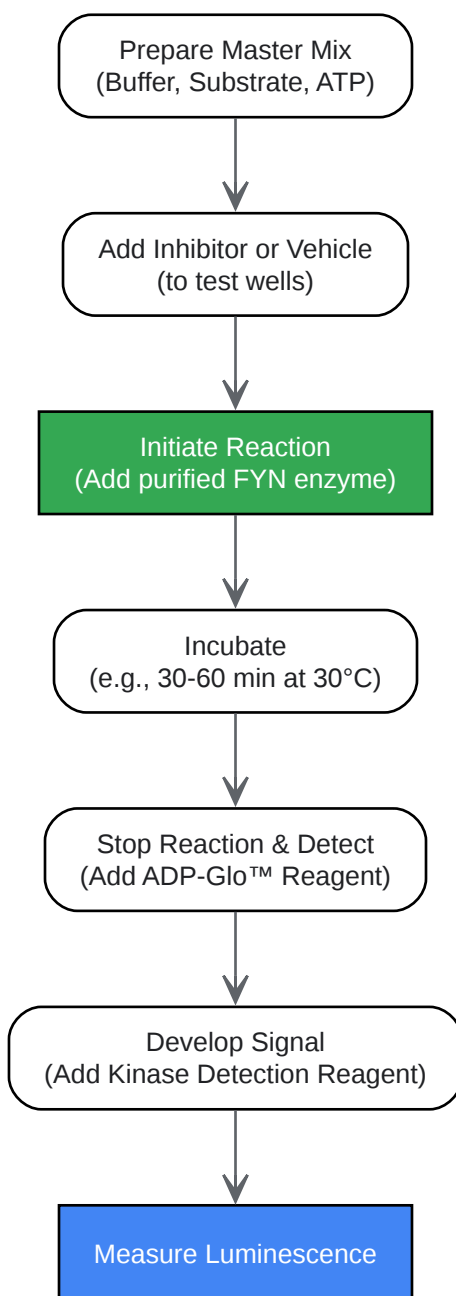 Prepare Master Mix
(Buffer, Substrate, ATP)
Add Inhibitor or Vehicle
(to test wells)
Initiate Reaction
(Add purified FYN enzyme)
Incubate
(e.g., 30-60 min at 30°C)
Stop Reaction & Detect
(Add ADP-Glo™ Reagent)
Develop Signal
(Add Kinase Detection Reagent)
Measure Luminescence